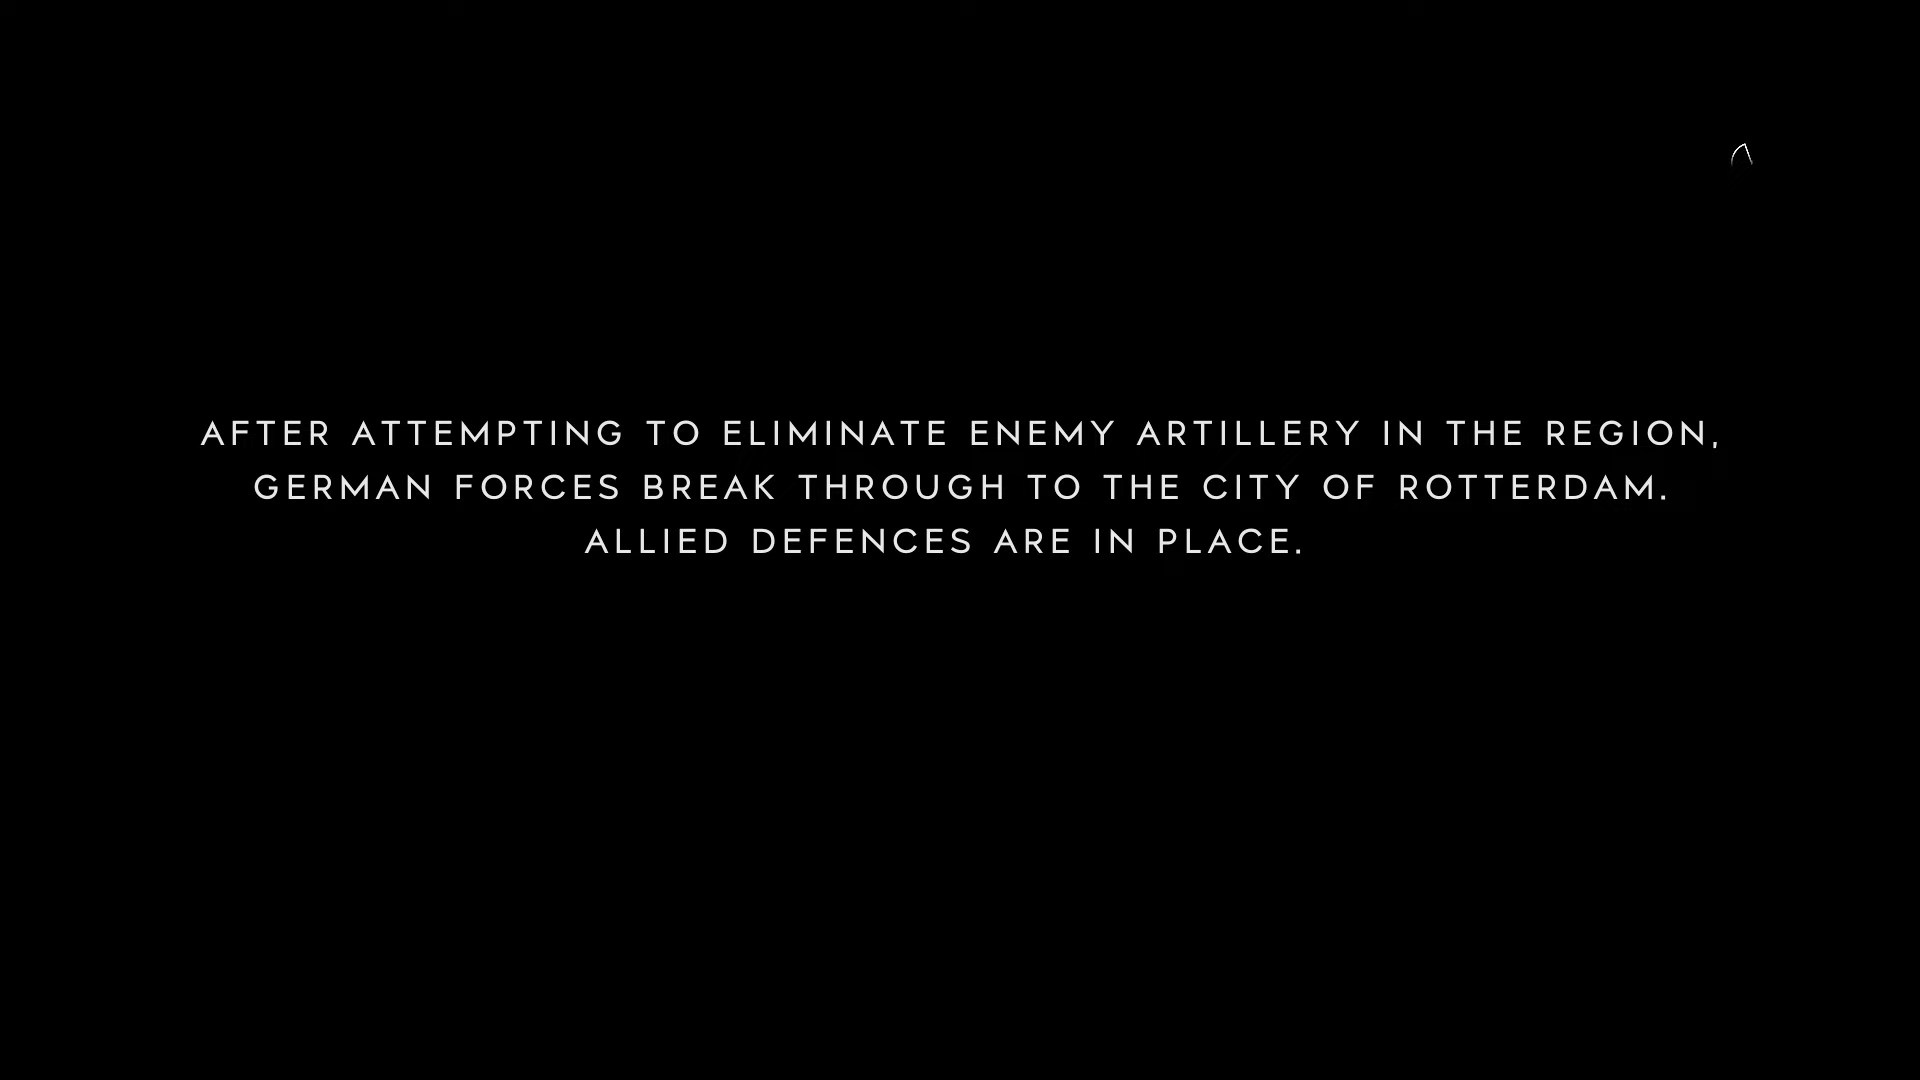 AFTER ATTEMPTING TO ELIMINATE ENEMY ARTILLERY IN THE REGION,
GERMAN FORCES BREAK THROUGH TO THE CITY OF ROTTERDAM.
ALLIED DEFENCES ARE IN PLACE.